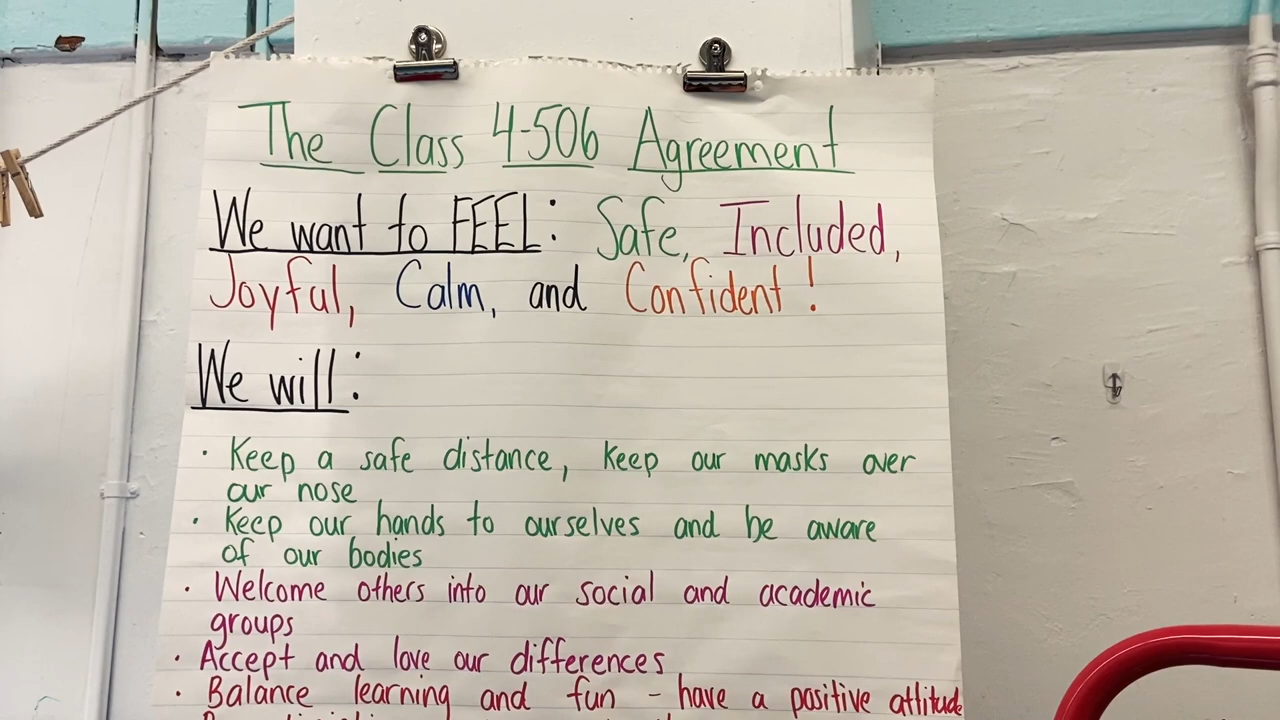 The Class 4-506 Agreement
We want to FEEL: Safe, Included,
Joyful, Calm, and Confident!
We will:
· Keep a safe distance, keep our masks over
our nose
· Keep our hands to ourselves and be aware
of our bodies
· Welcome others into our social and academic
groups
· Accept and love our differences
· Balance learning and fun - have a positive attitude